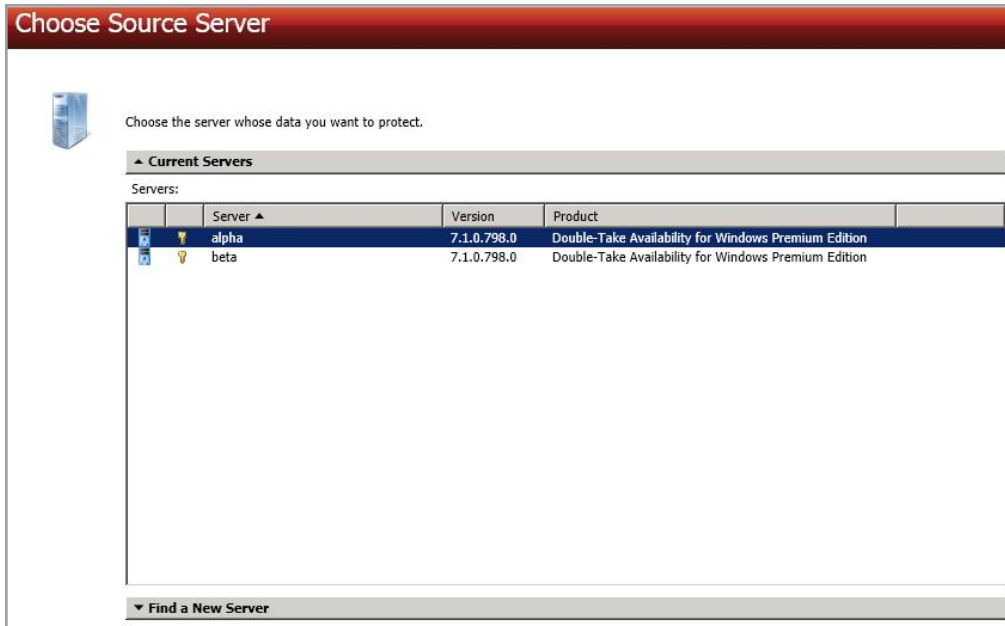 Choose Source Server
Choose the server whose data you want to protect.
Current Servers
Servers:
Server Version Product
alpha 7.1.0.798.0 Double-Take Availability for Windows Premium Edition
beta 7.1.0.798.0 Double-Take Availability for Windows Premium Edition
Find a New Server